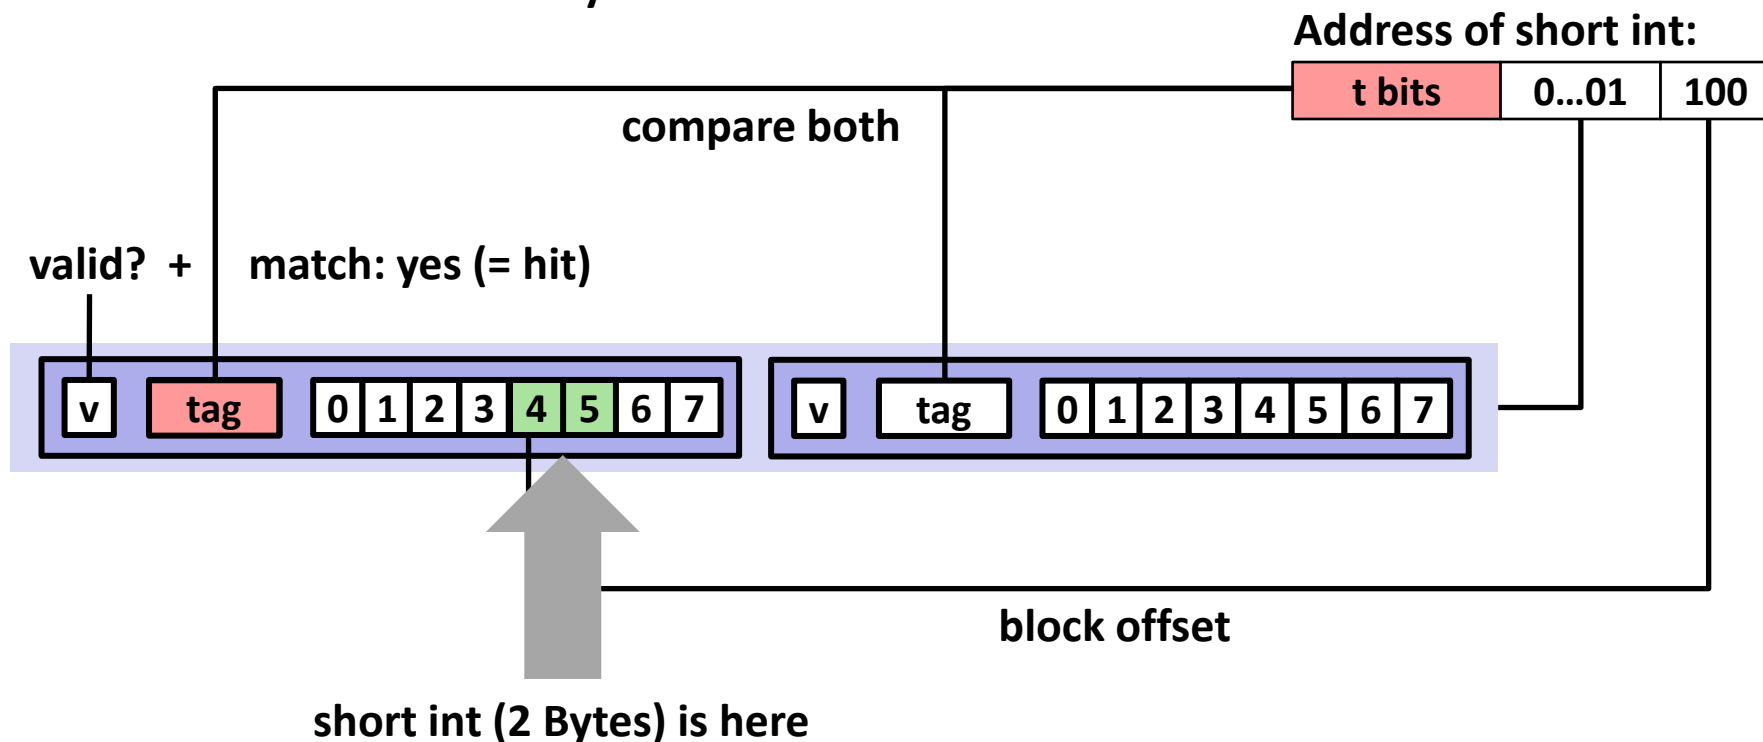 Address of short int:
t bits 0...01 100
compare both
valid? + match: yes (= hit)
v tag 0 1 2 3 4 5 6 7 v tag 0 1 2 3 4 5 6 7
block offset
short int (2 Bytes) is here